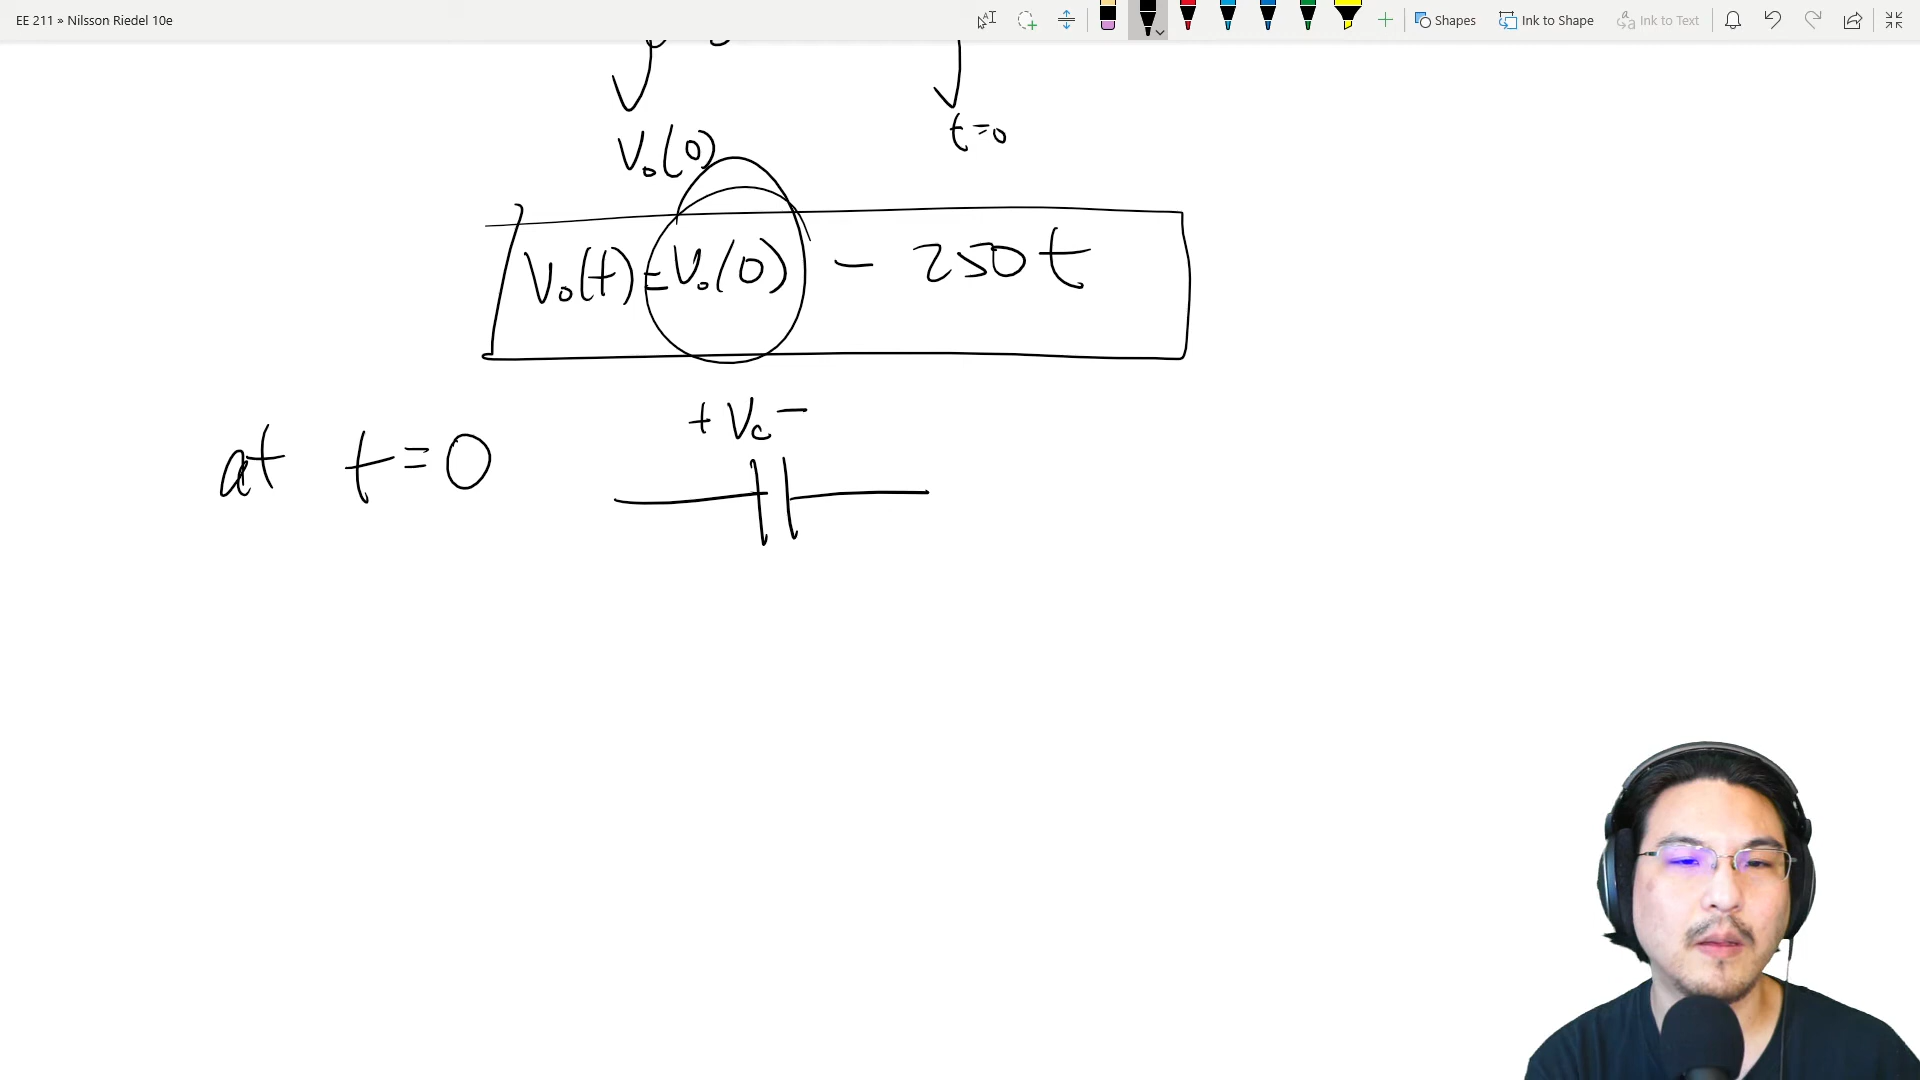 EE 211 » Nilsson Riedel 10e
Shapes
Ink to Shape
Ink to Text
V₀(0)
t=0
V₀(t) = V₀(0) − 250t
+ Vc −
at t=0